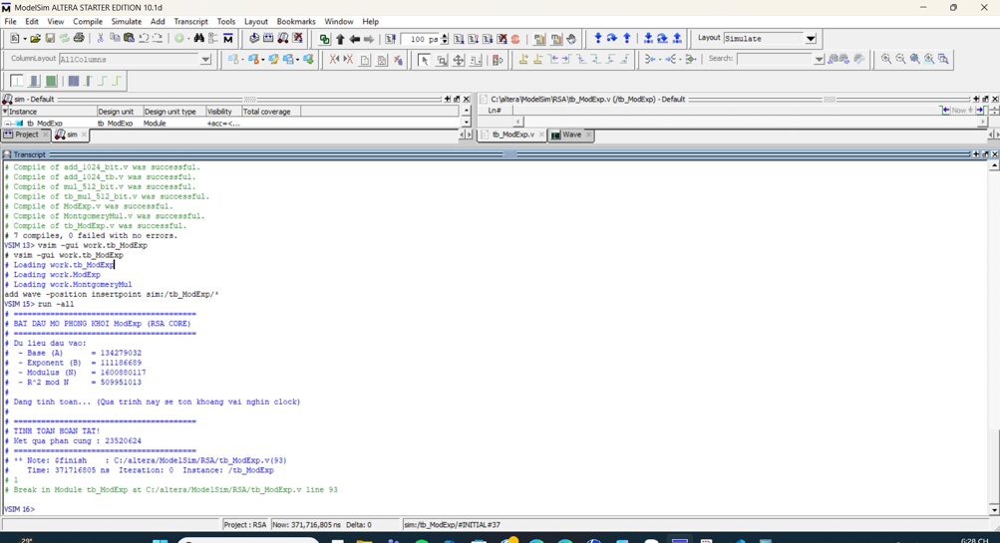 ModelSim ALTERA STARTER EDITION 10.1d
File Edit View Compile Simulate Add Transcript Tools Layout Bookmarks Window Help
100 ps
Layout Simulate
ColumnLayout AllColumns
Search:
sim - Default
C:\altera\ModelSim\RSA\tb_ModExp.v (/tb_ModExp) - Default
Instance Design unit Design unit type Visibility Total coverage
Ln# Now
tb_ModExp tb_ModExp Module +acc=<...
Project sim
tb_ModExp.v Wave
Transcript
# Compile of add_1024_bit.v was successful.
# Compile of add_1024_tb.v was successful.
# Compile of mul_512_bit.v was successful.
# Compile of tb_mul_512_bit.v was successful.
# Compile of ModExp.v was successful.
# Compile of MontgomeryMul.v was successful.
# Compile of tb_ModExp.v was successful.
# 7 compiles, 0 failed with no errors.
VSIM 13> vsim -gui work.tb_ModExp
# vsim -gui work.tb_ModExp
# Loading work.tb_ModExp
# Loading work.ModExp
# Loading work.MontgomeryMul
add wave -position insertpoint sim:/tb_ModExp/*
VSIM 15> run -all
# ========================================
# BAT DAU MO PHONG KHOI ModExp (RSA CORE)
# ========================================
# Du lieu dau vao:
# - Base (A) = 134279032
# - Exponent (B) = 111186689
# - Modulus (N) = 1600880117
# - R^2 mod N = 509951013
#
# Dang tinh toan... (Qua trinh nay se ton khoang vai nghin clock)
#
# ========================================
# TINH TOAN HOAN TAT!
# Ket qua phan cung : 23520624
# ========================================
# ** Note: $finish : C:/altera/ModelSim/RSA/tb_ModExp.v(93)
# Time: 371716805 ns Iteration: 0 Instance: /tb_ModExp
# 1
# Break in Module tb_ModExp at C:/altera/ModelSim/RSA/tb_ModExp.v line 93
VSIM 16>
Project : RSA Now: 371,716,805 ns Delta: 0 sim:/tb_ModExp/#INITIAL#37
29°
6:28 CH